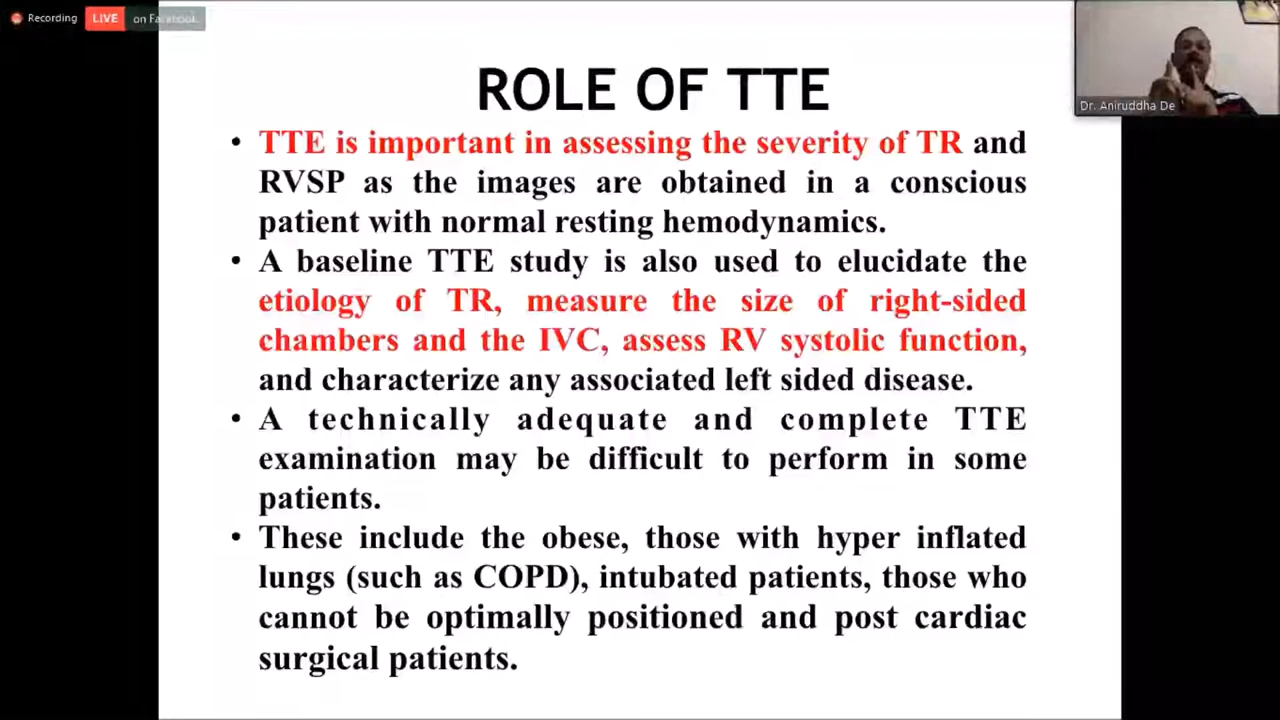 Recording LIVE on Facebook.
Dr. Aniruddha De
ROLE OF TTE
• TTE is important in assessing the severity of TR and
RVSP as the images are obtained in a conscious
patient with normal resting hemodynamics.
• A baseline TTE study is also used to elucidate the
etiology of TR, measure the size of right-sided
chambers and the IVC, assess RV systolic function,
and characterize any associated left sided disease.
• A technically adequate and complete TTE
examination may be difficult to perform in some
patients.
• These include the obese, those with hyper inflated
lungs (such as COPD), intubated patients, those who
cannot be optimally positioned and post cardiac
surgical patients.